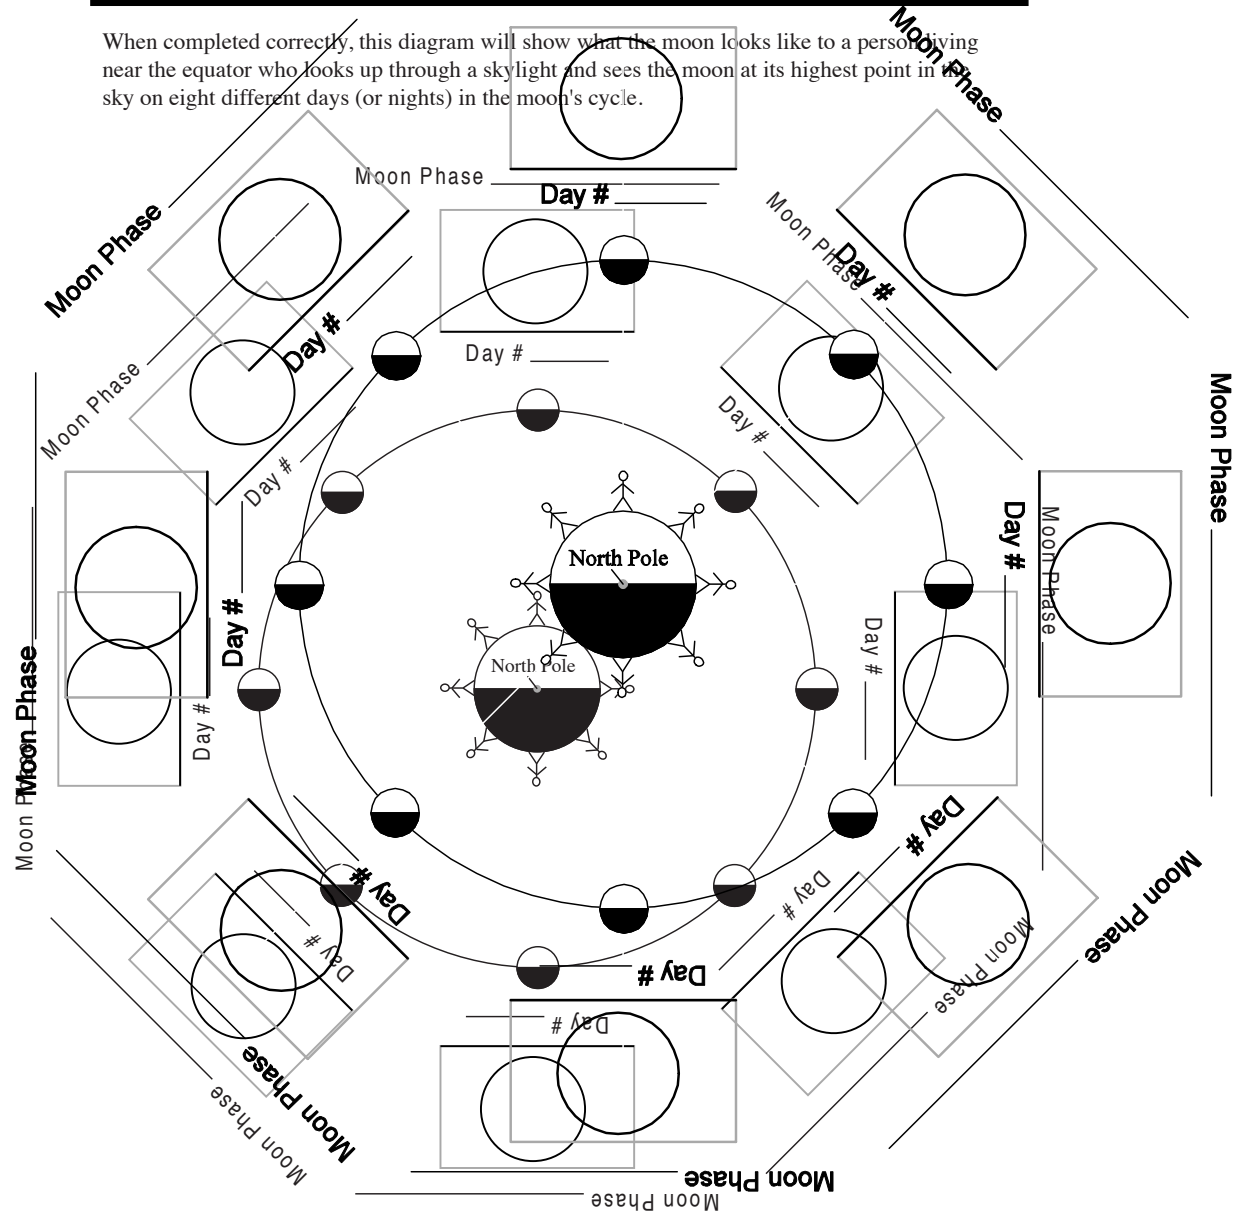 When completed correctly, this diagram will show what the moon looks like to a person living
near the equator who looks up through a skylight and sees the moon at its highest point in the
sky on eight different days (or nights) in the moon's cycle.
Moon Phase
Moon Phase
Day #
Moon Phase
Moon Phase
Day #
Day #
Day #
Moon Phase
Day #
Moon Phase
Day #
Day #
Moon Phase
Day #
Moon Phase
North Pole
Day #
Day #
North Pole
Moon Phase
Day #
Moon Phase
Day #
Day #
Day #
Day #
Moon Phase
Moon Phase
Day #
Day #
Moon Phase
Moon Phase
Moon Phase
Moon Phase